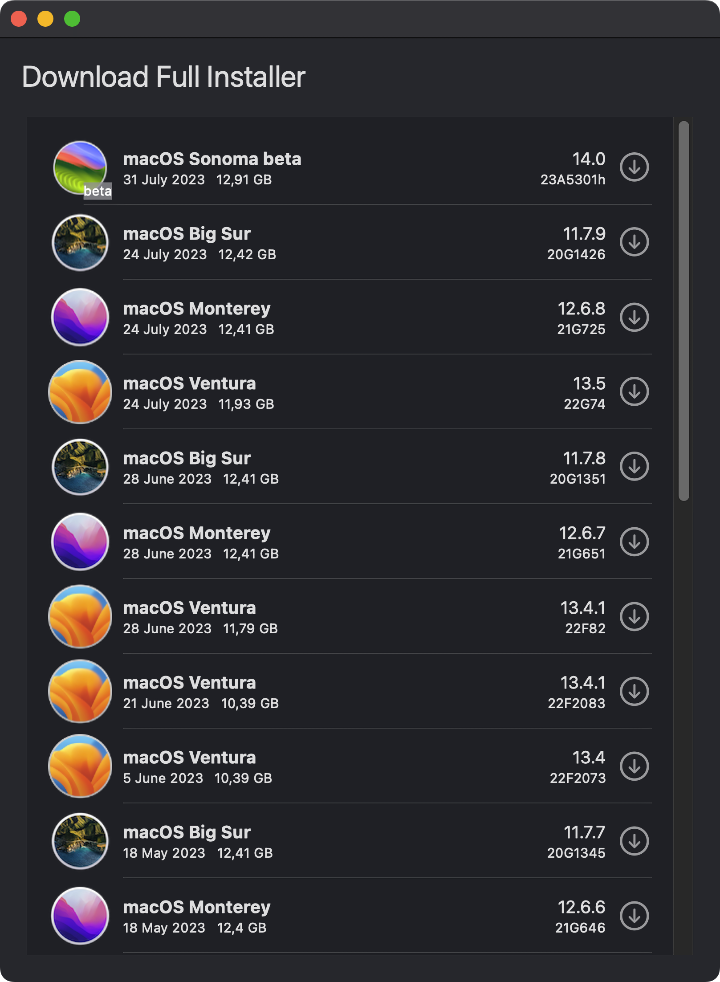 Download Full Installer
macOS Sonoma beta 14.0
beta 31 July 2023 12,91 GB 23A5301h
macOS Big Sur 11.7.9
24 July 2023 12,42 GB 20G1426
macOS Monterey 12.6.8
24 July 2023 12,41 GB 21G725
macOS Ventura 13.5
24 July 2023 11,93 GB 22G74
macOS Big Sur 11.7.8
28 June 2023 12,41 GB 20G1351
macOS Monterey 12.6.7
28 June 2023 12,41 GB 21G651
macOS Ventura 13.4.1
28 June 2023 11,79 GB 22F82
macOS Ventura 13.4.1
21 June 2023 10,39 GB 22F2083
macOS Ventura 13.4
5 June 2023 10,39 GB 22F2073
macOS Big Sur 11.7.7
18 May 2023 12,41 GB 20G1345
macOS Monterey 12.6.6
18 May 2023 12,4 GB 21G646